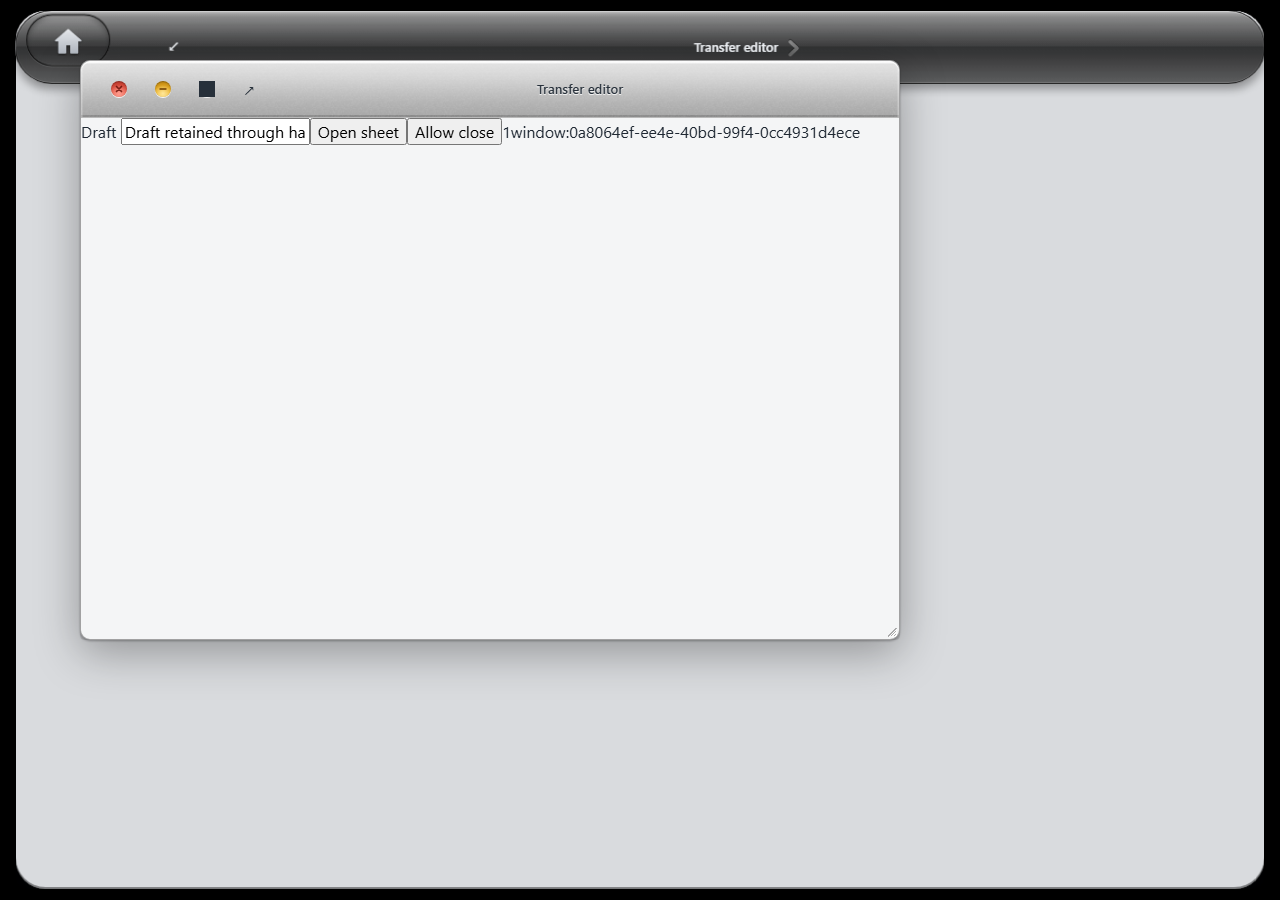 Transfer editor
Transfer editor
Draft Draft retained through ha Open sheet Allow close 1window:0a8064ef-ee4e-40bd-99f4-0cc4931d4ece